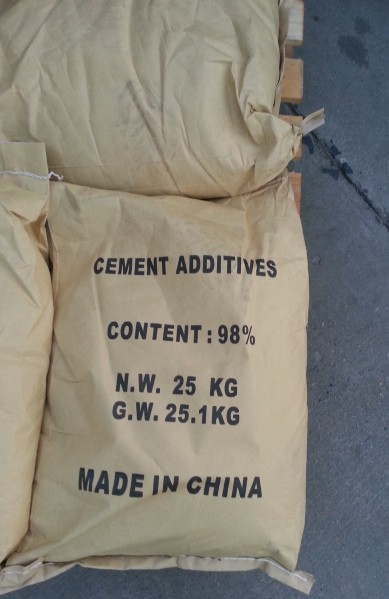 CEMENT ADDITIVES
CONTENT: 98%
N.W. 25 KG
G.W. 25.1KG
MADE IN CHINA